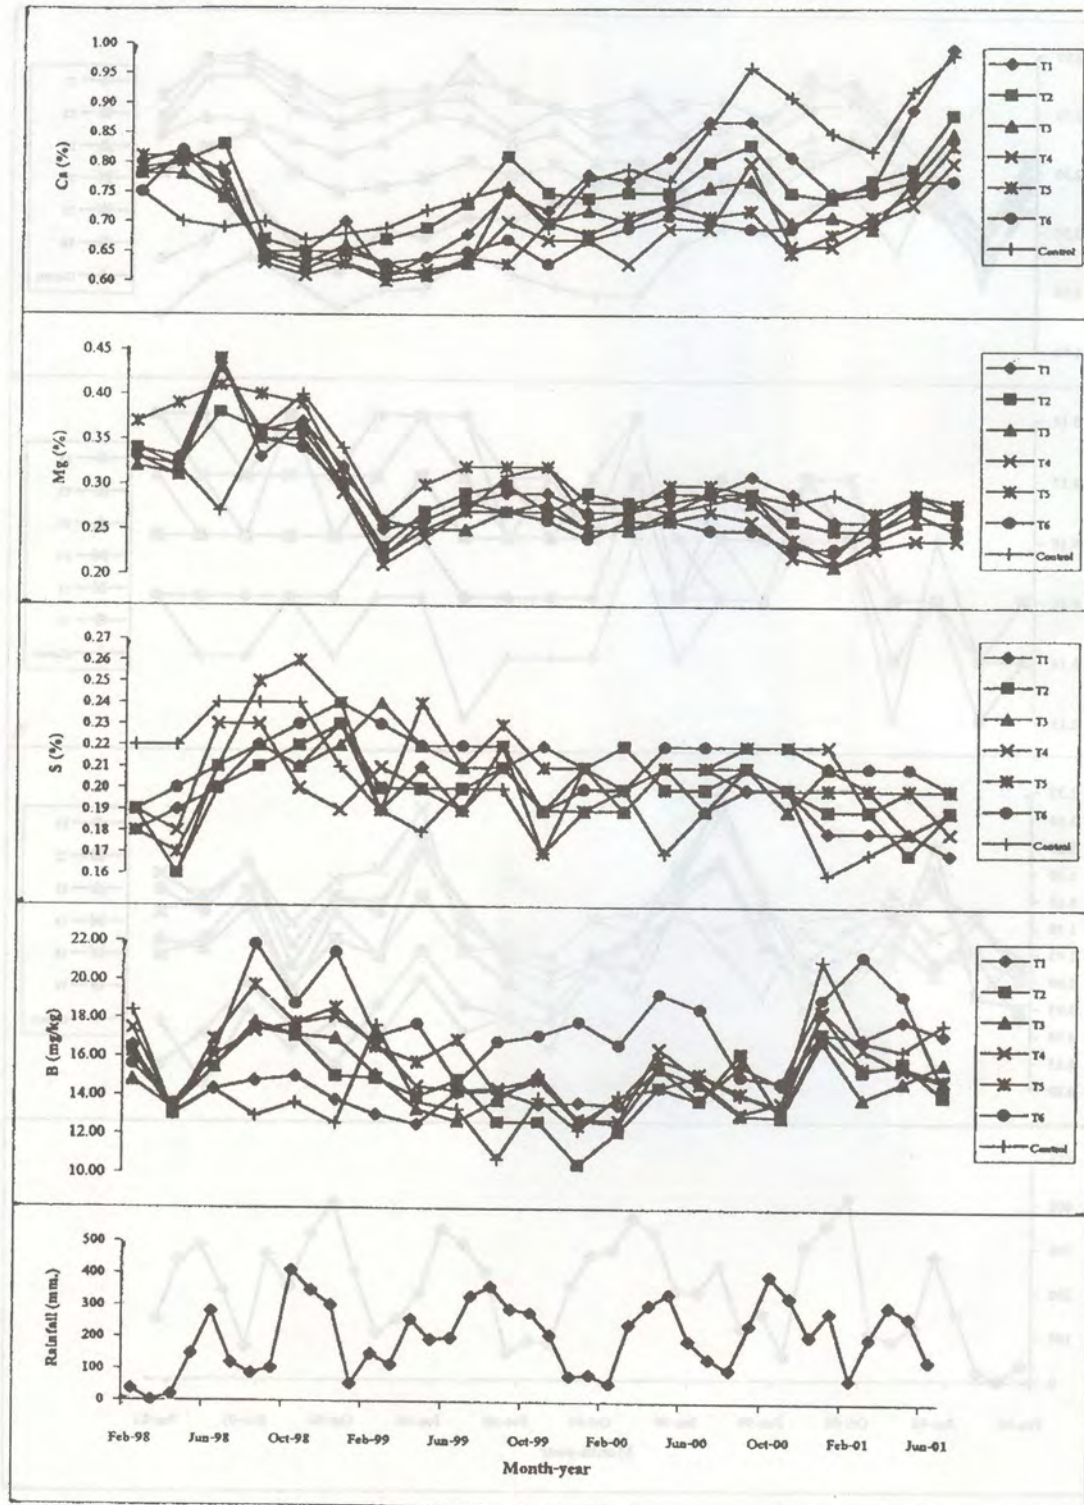 Ca (%)
1.00
0.95
0.90
0.85
0.80
0.75
0.70
0.65
0.60
T1
T2
T3
T4
T5
T6
Control
Mg (%)
0.45
0.40
0.35
0.30
0.25
0.20
T1
T2
T3
T4
T5
T6
Control
S (%)
0.27
0.26
0.25
0.24
0.23
0.22
0.21
0.20
0.19
0.18
0.17
0.16
T1
T2
T3
T4
T5
T6
Control
B (mg/kg)
22.00
20.00
18.00
16.00
14.00
12.00
10.00
T1
T2
T3
T4
T5
T6
Control
Rainfall (mm.)
500
400
300
200
100
0
Feb-98 Jun-98 Oct-98 Feb-99 Jun-99 Oct-99 Feb-00 Jun-00 Oct-00 Feb-01 Jun-01
Month-year